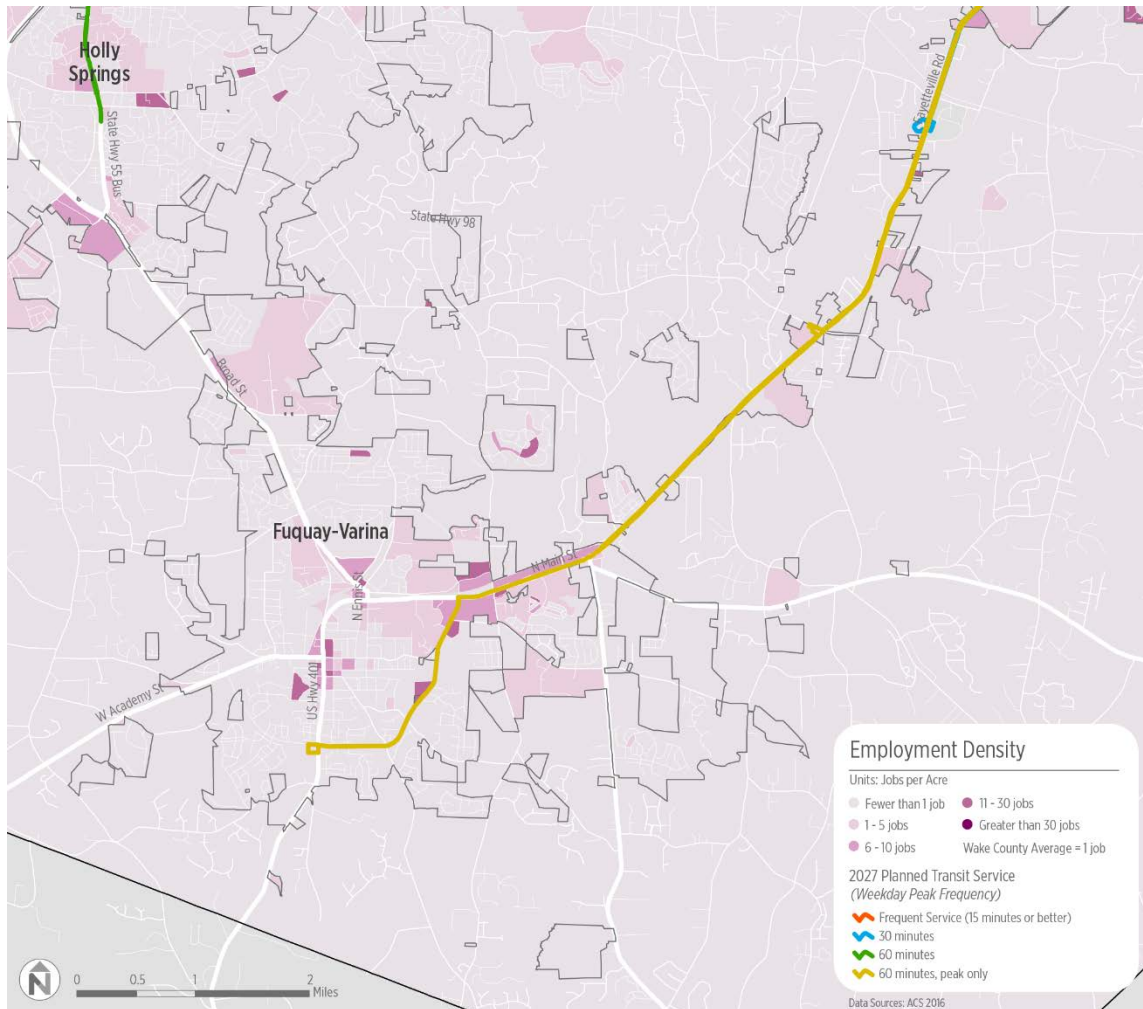 Holly
Springs
State Hwy 55 Bus
Fayetteville Rd
State Hwy 98
Broad St
Fuquay-Varina
N Ennis St
N Main St
US Hwy 401
W Academy St
Employment Density
Units: Jobs per Acre
Fewer than 1 job
11 - 30 jobs
1 - 5 jobs
Greater than 30 jobs
6 - 10 jobs
Wake County Average = 1 job
2027 Planned Transit Service
(Weekday Peak Frequency)
Frequent Service (15 minutes or better)
30 minutes
60 minutes
60 minutes, peak only
N
0 0.5 1 2
Miles
Data Sources: ACS 2016